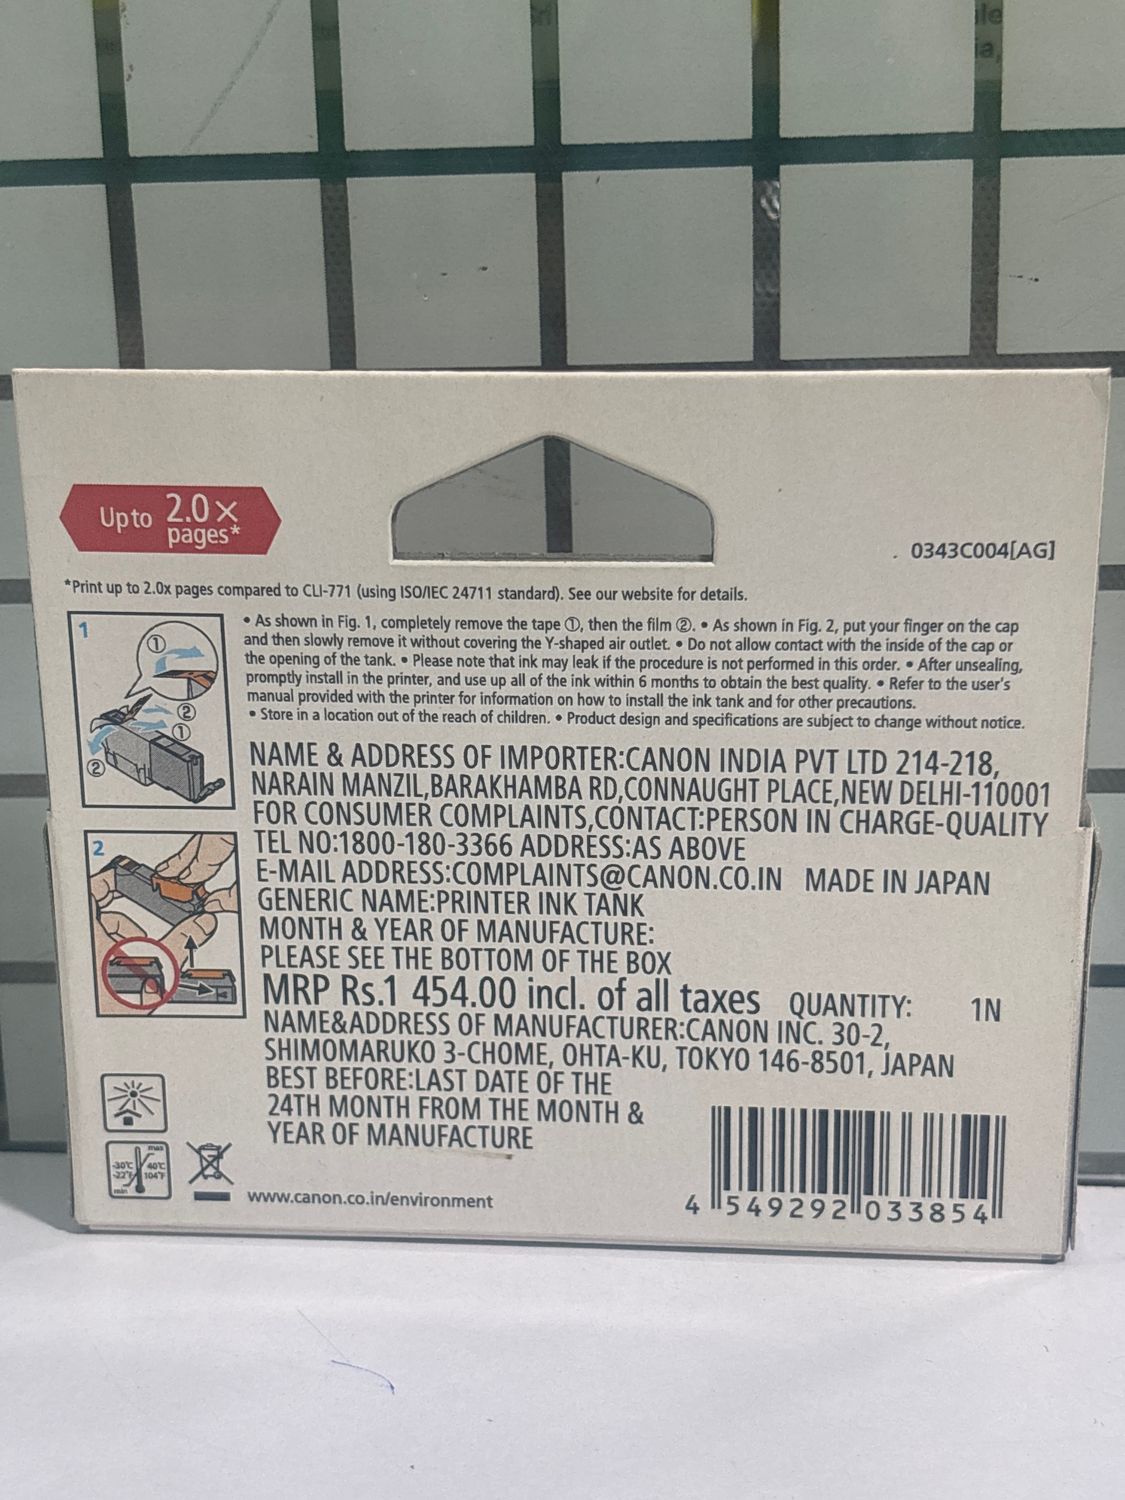 Up to 2.0×
pages*
0343C004[AG]
*Print up to 2.0x pages compared to CLI-771 (using ISO/IEC 24711 standard). See our website for details.
1
①
②
①
②
• As shown in Fig. 1, completely remove the tape ①, then the film ②. • As shown in Fig. 2, put your finger on the cap
and then slowly remove it without covering the Y-shaped air outlet. • Do not allow contact with the inside of the cap or
the opening of the tank. • Please note that ink may leak if the procedure is not performed in this order. • After unsealing,
promptly install in the printer, and use up all of the ink within 6 months to obtain the best quality. • Refer to the user's
manual provided with the printer for information on how to install the ink tank and for other precautions.
• Store in a location out of the reach of children. • Product design and specifications are subject to change without notice.
NAME & ADDRESS OF IMPORTER:CANON INDIA PVT LTD 214-218,
NARAIN MANZIL,BARAKHAMBA RD,CONNAUGHT PLACE,NEW DELHI-110001
FOR CONSUMER COMPLAINTS,CONTACT:PERSON IN CHARGE-QUALITY
TEL NO:1800-180-3366 ADDRESS:AS ABOVE
E-MAIL ADDRESS:COMPLAINTS@CANON.CO.IN MADE IN JAPAN
GENERIC NAME:PRINTER INK TANK
MONTH & YEAR OF MANUFACTURE:
PLEASE SEE THE BOTTOM OF THE BOX
MRP Rs.1 454.00 incl. of all taxes QUANTITY: 1N
NAME&ADDRESS OF MANUFACTURER:CANON INC. 30-2,
SHIMOMARUKO 3-CHOME, OHTA-KU, TOKYO 146-8501, JAPAN
BEST BEFORE:LAST DATE OF THE
24TH MONTH FROM THE MONTH &
YEAR OF MANUFACTURE
2
max
-30°C 40°C
-22°F 104°F
min
www.canon.co.in/environment
4 549292 033854